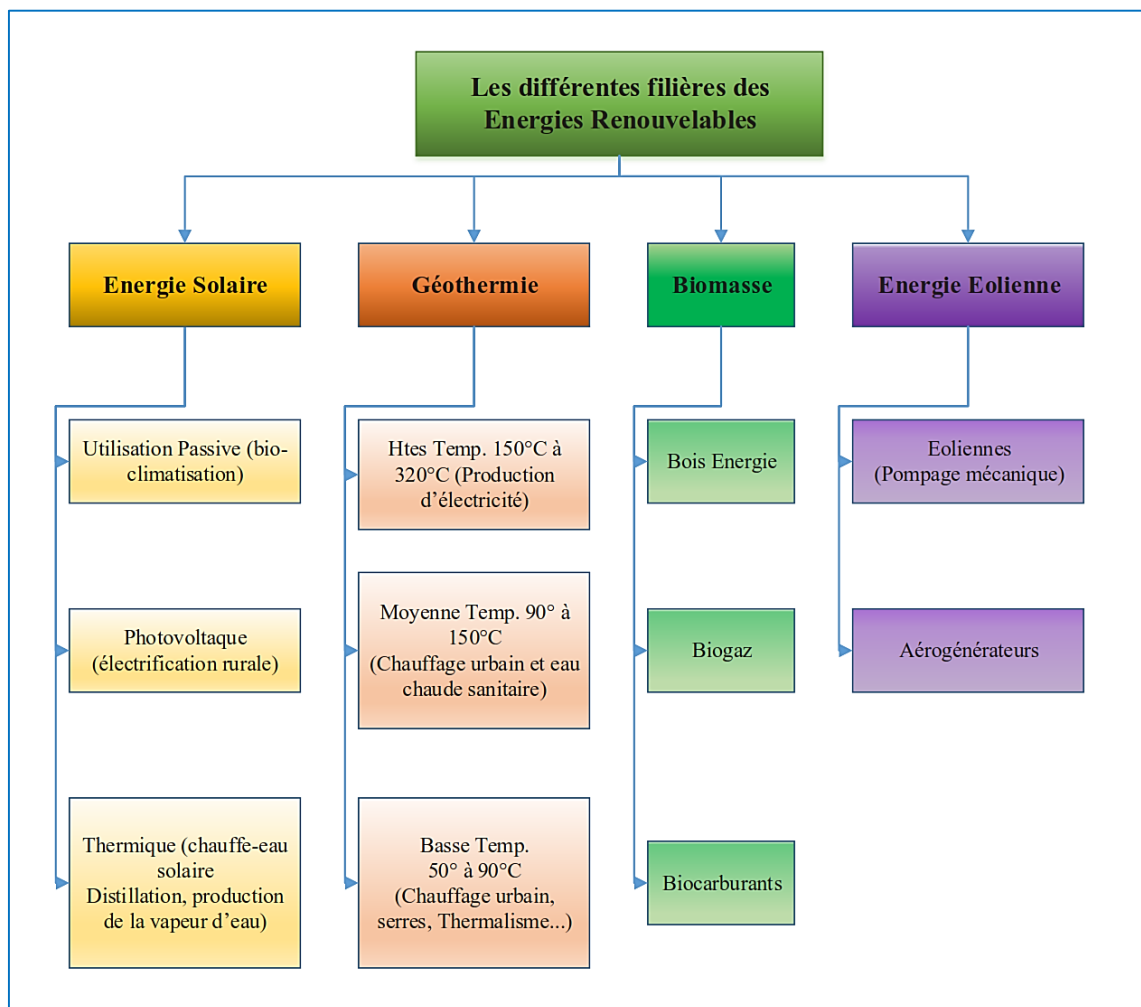 Les différentes filières des
Energies Renouvelables
Energie Solaire
Géothermie
Biomasse
Energie Eolienne
Utilisation Passive (bio-
climatisation)
Htes Temp. 150°C à
320°C (Production
d’électricité)
Bois Energie
Eoliennes
(Pompage mécanique)
Photovoltaque
(électrification rurale)
Moyenne Temp. 90° à
150°C
(Chauffage urbain et eau
chaude sanitaire)
Biogaz
Aérogénérateurs
Thermique (chauffe-eau
solaire
Distillation, production
de la vapeur d’eau)
Basse Temp.
50° à 90°C
(Chauffage urbain,
serres, Thermalisme...)
Biocarburants